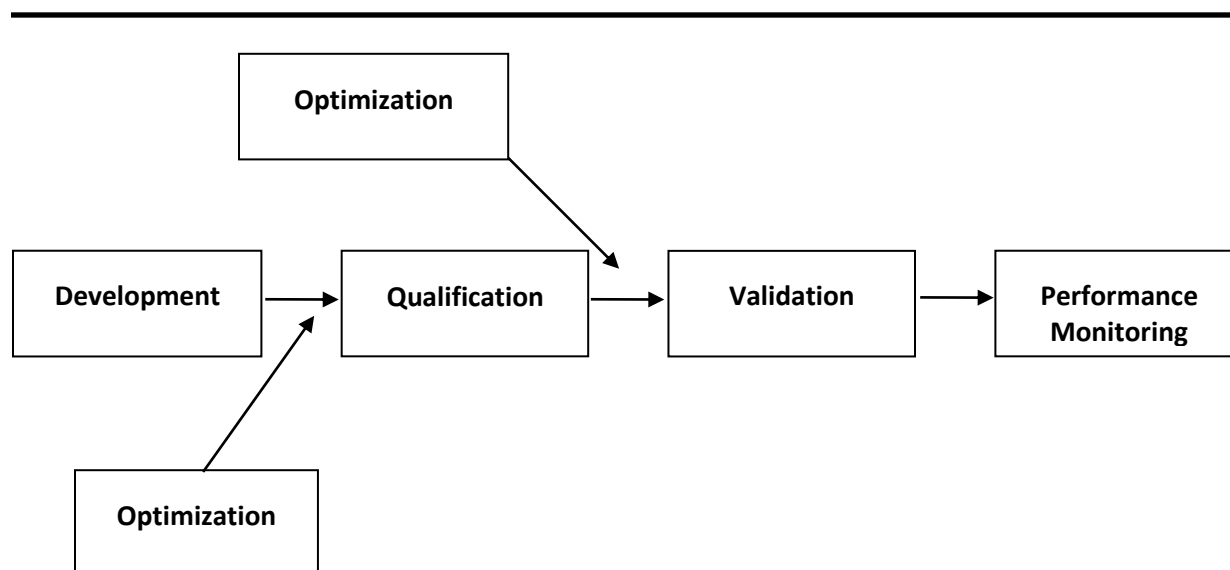 Optimization
Development
Qualification
Validation
Performance
Monitoring
Optimization